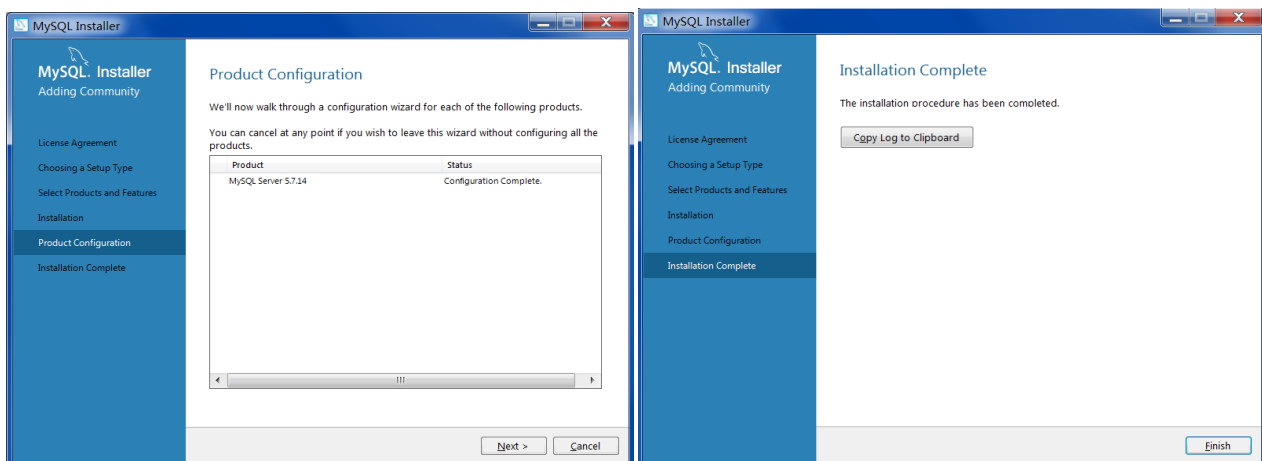 MySQL Installer
MySQL. Installer
Adding Community
License Agreement
Choosing a Setup Type
Select Products and Features
Installation
Product Configuration
Installation Complete
Product Configuration
We'll now walk through a configuration wizard for each of the following products.
You can cancel at any point if you wish to leave this wizard without configuring all the
products.
Product Status
MySQL Server 5.7.14 Configuration Complete.
Next > Cancel
MySQL Installer
MySQL. Installer
Adding Community
License Agreement
Choosing a Setup Type
Select Products and Features
Installation
Product Configuration
Installation Complete
Installation Complete
The installation procedure has been completed.
Copy Log to Clipboard
Finish